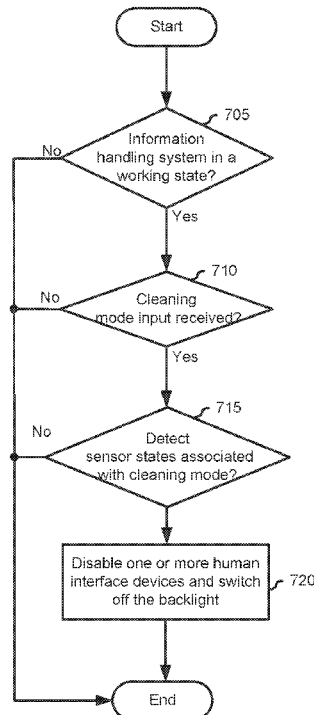 Start
705
Information
handling system in a
working state?
No
Yes
710
No
Cleaning
mode input received?
Yes
715
No
Detect
sensor states associated
with cleaning mode?
Disable one or more human
interface devices and switch
off the backlight
720
End